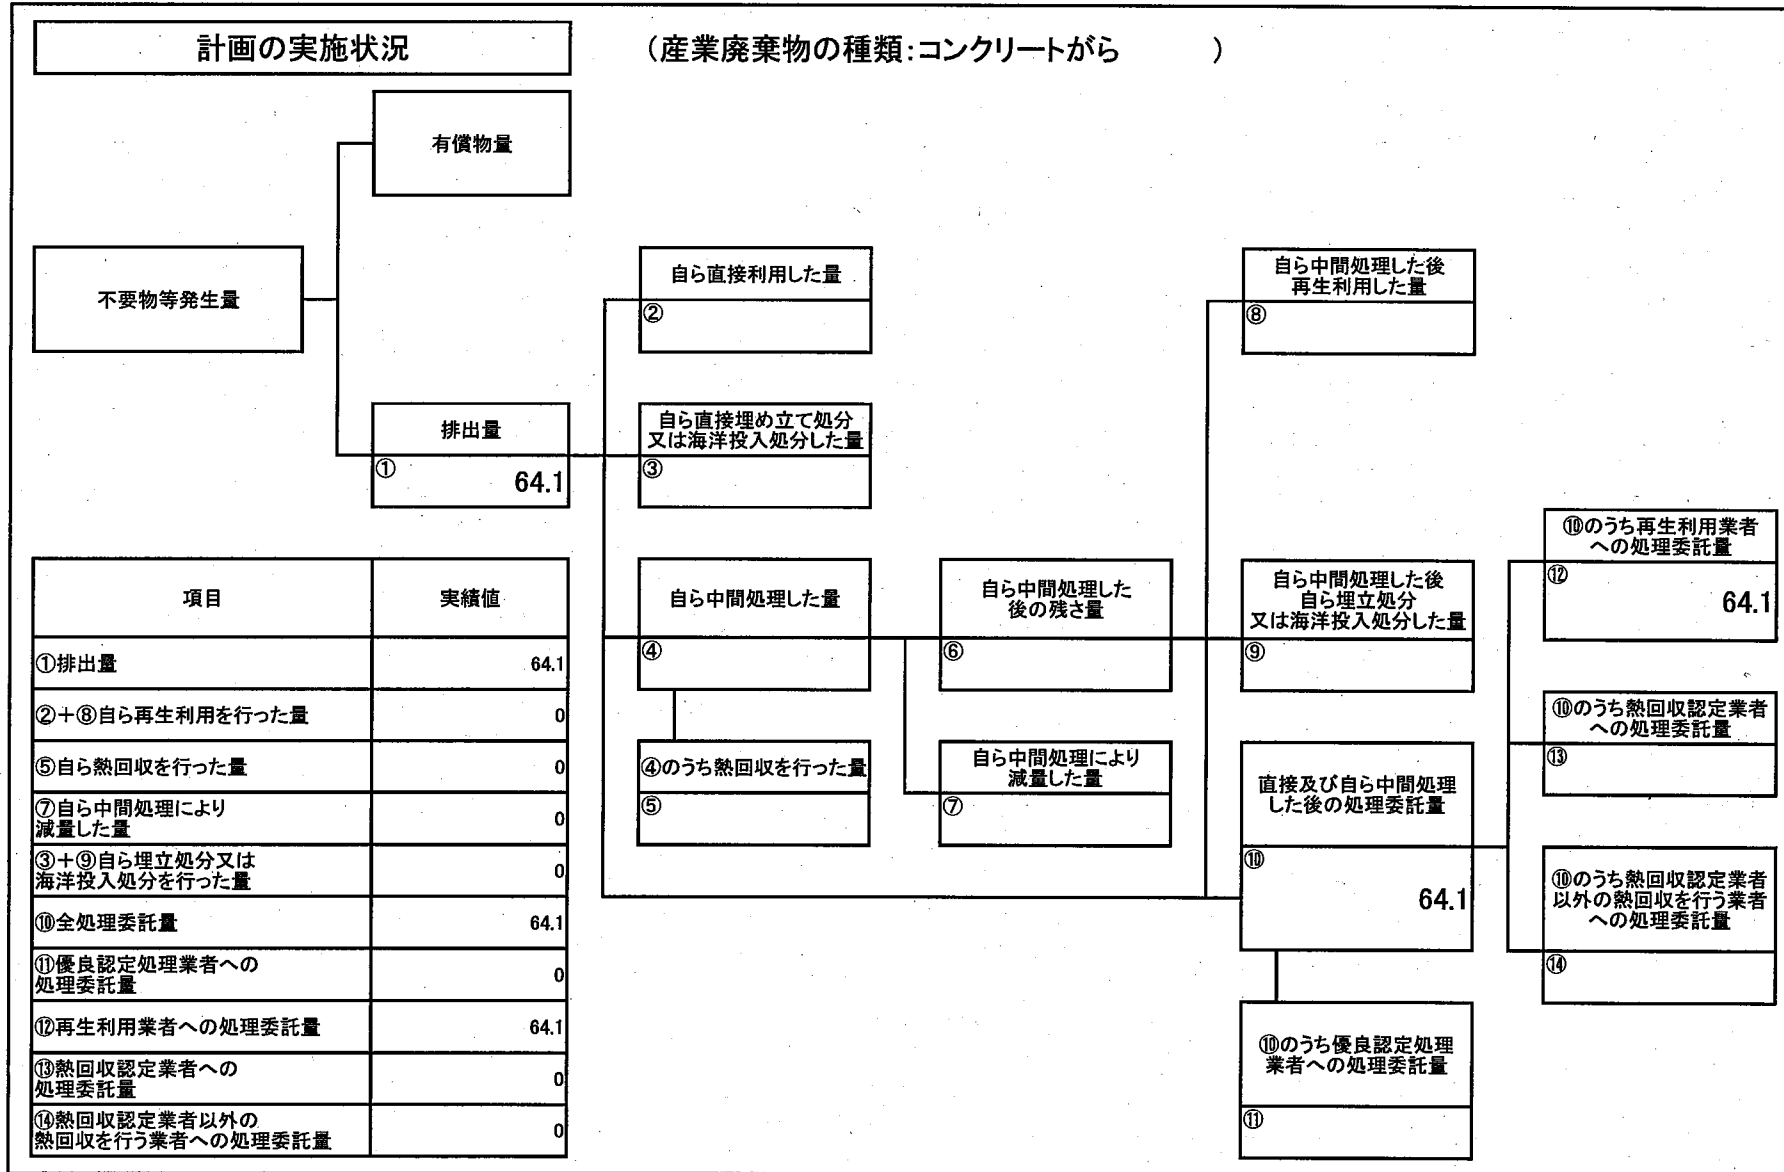 計画の実施状況
（産業廃棄物の種類：コンクリートがら　　　）
有償物量
不要物等発生量
排出量
①
64.1
自ら直接利用した量
②
自ら直接埋め立て処分
又は海洋投入処分した量
③
自ら中間処理した後
再生利用した量
⑧
自ら中間処理した量
④
自ら中間処理した
後の残さ量
⑥
自ら中間処理した後
自ら埋立処分
又は海洋投入処分した量
⑨
④のうち熱回収を行った量
⑤
自ら中間処理により
減量した量
⑦
直接及び自ら中間処理
した後の処理委託量
⑩
64.1
⑩のうち再生利用業者
への処理委託量
⑫
64.1
⑩のうち熱回収認定業者
への処理委託量
⑬
⑩のうち熱回収認定業者
以外の熱回収を行う業者
への処理委託量
⑭
⑩のうち優良認定処理
業者への処理委託量
⑪
項目 実績値
①排出量 64.1
②＋⑧自ら再生利用を行った量 0
⑤自ら熱回収を行った量 0
⑦自ら中間処理により
減量した量 0
③＋⑨自ら埋立処分又は
海洋投入処分を行った量 0
⑩全処理委託量 64.1
⑪優良認定処理業者への
処理委託量 0
⑫再生利用業者への処理委託量 64.1
⑬熱回収認定業者への
処理委託量 0
⑭熱回収認定業者以外の
熱回収を行う業者への処理委託量 0